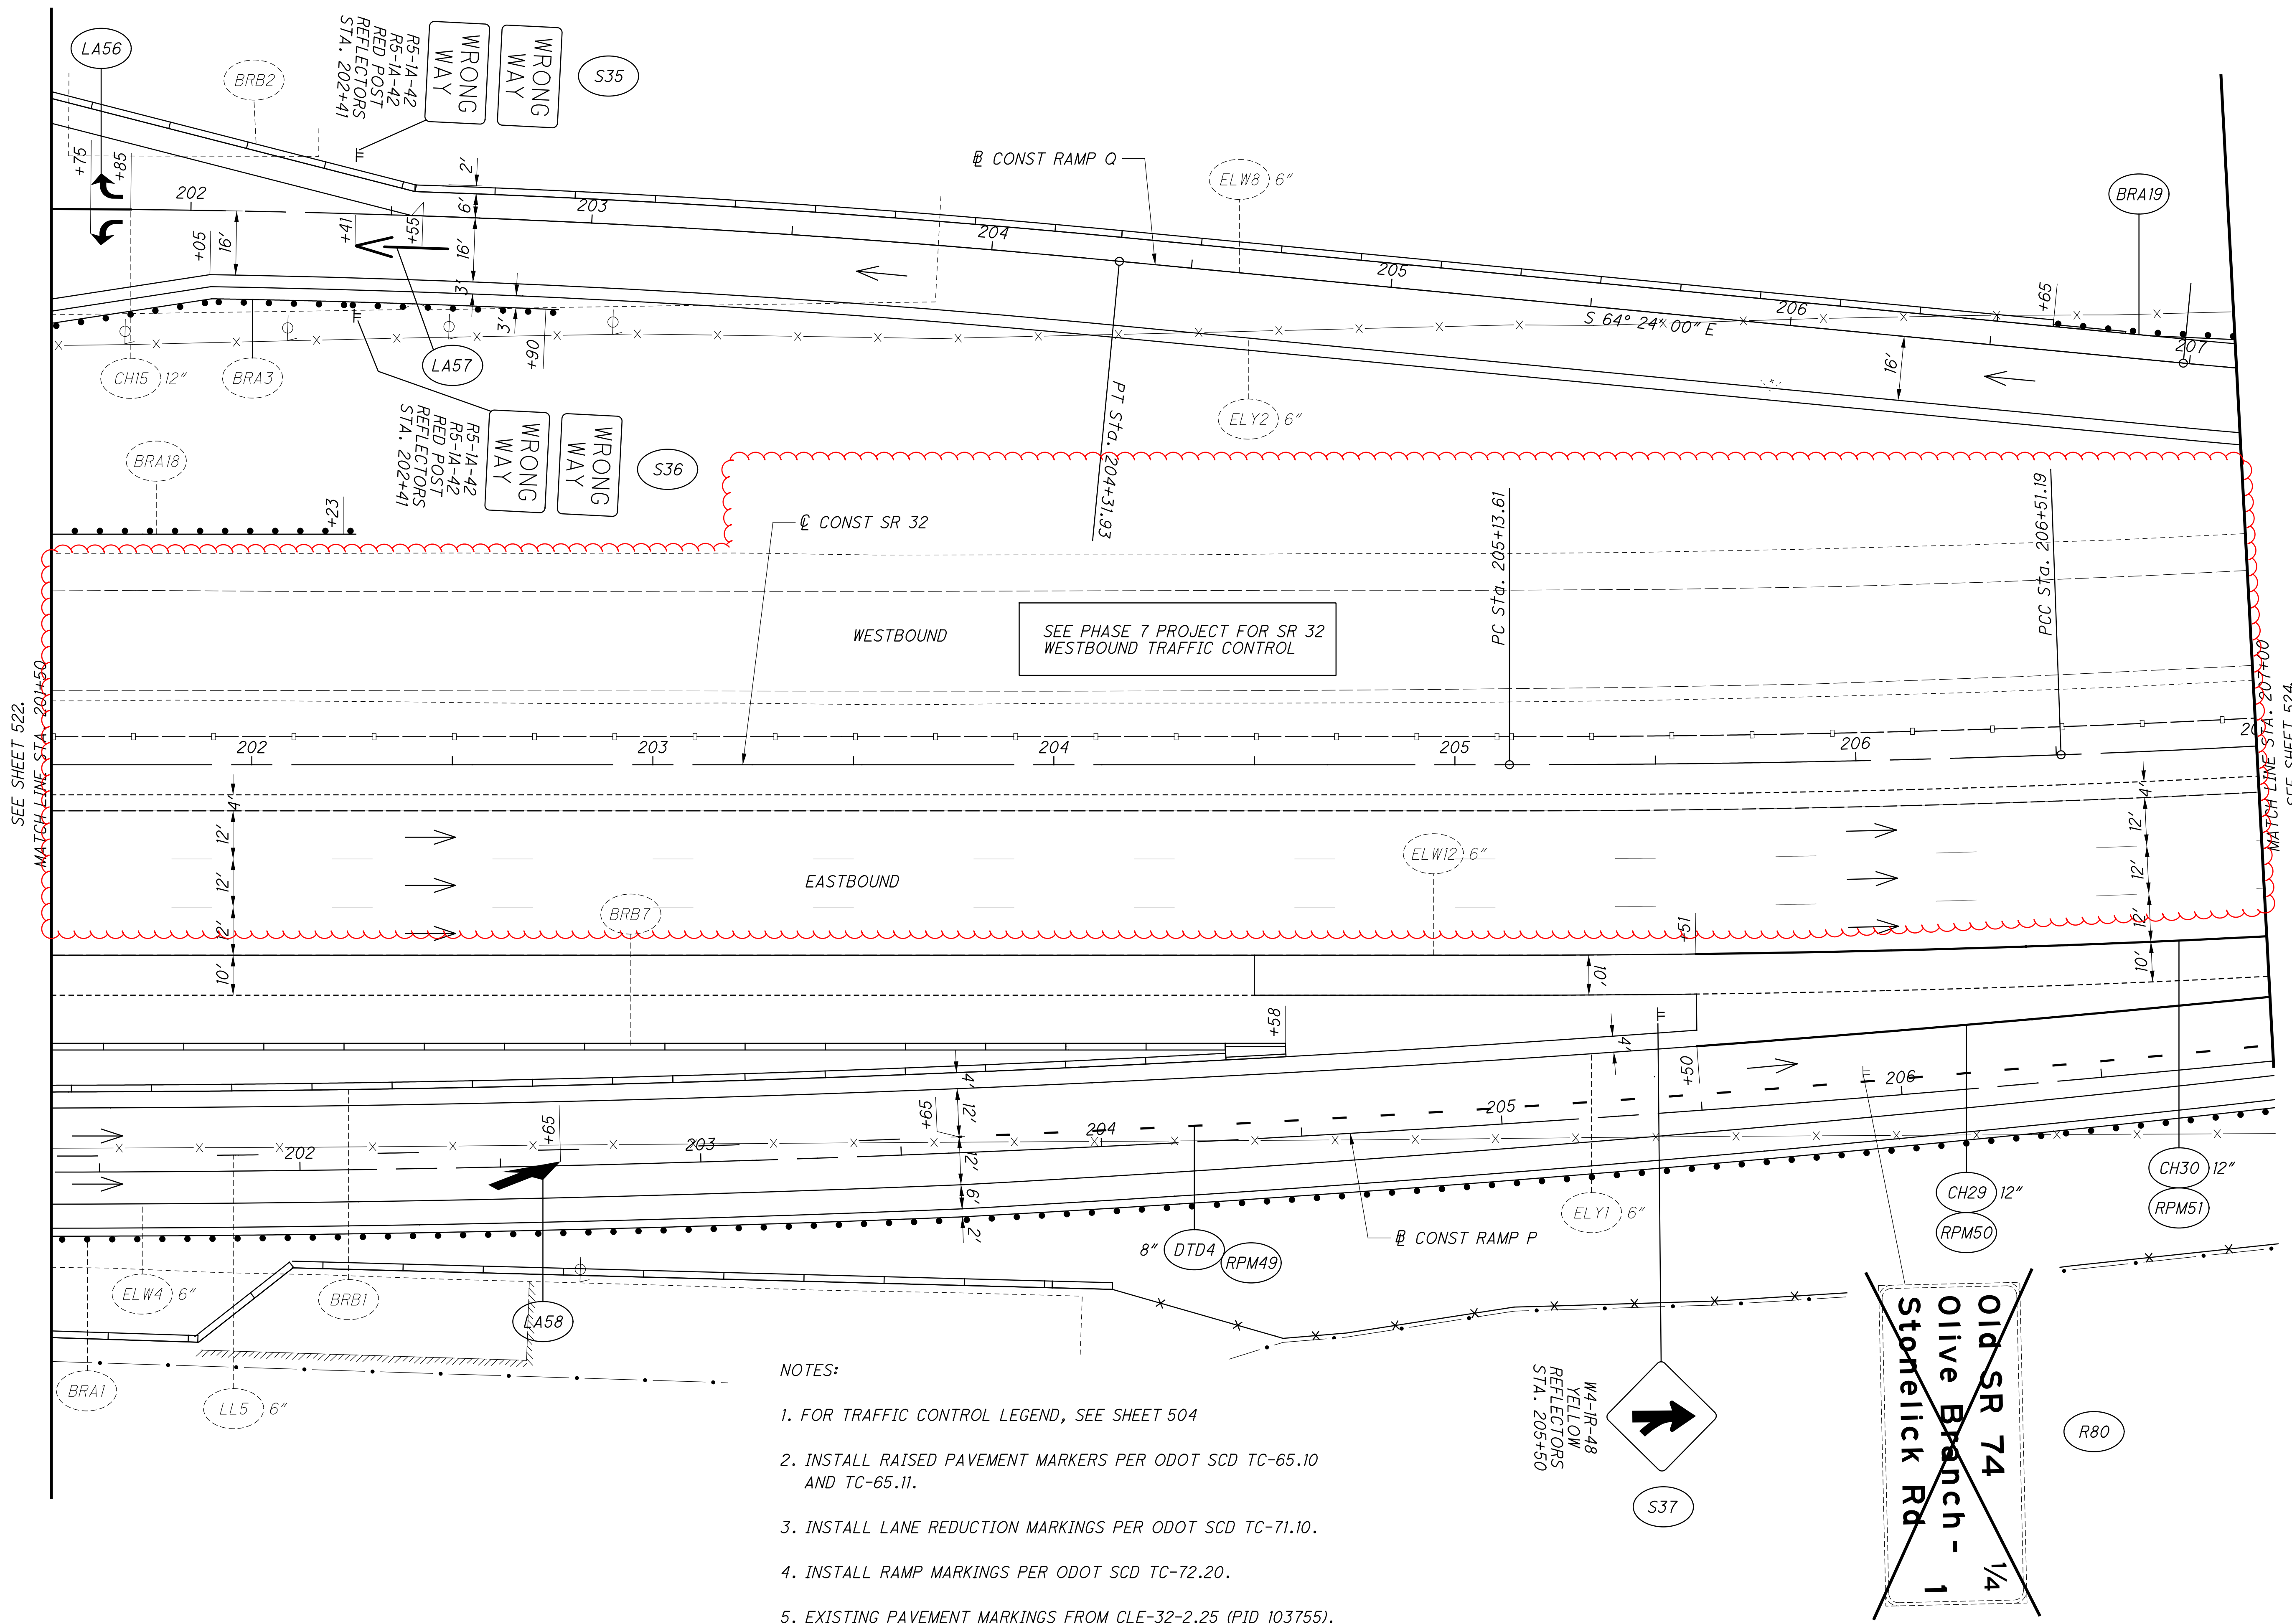 LA56
BRB2
R5-1A-42
R5-1A-42
RED POST
REFLECTORS
STA. 202+41
WRONG
WAY
WRONG
WAY
S35
+75
+85
202
+05
16'
+41
+55
2'
6'
16'
3'
3'
+90
203
204
205
206
207
℄ CONST RAMP Q
ELW8 6"
BRA19
+65
S 64° 24' 00" E
16'
CH15 12"
BRA3
LA57
R5-1A-42
R5-1A-42
RED POST
REFLECTORS
STA. 202+41
WRONG
WAY
WRONG
WAY
S36
ELY2 6"
PT Sta. 204+31.93
BRA18
+23
℄ CONST SR 32
PC Sta. 205+13.61
PCC Sta. 206+51.19
WESTBOUND
SEE PHASE 7 PROJECT FOR SR 32
WESTBOUND TRAFFIC CONTROL
SEE SHEET 522.
MATCH LINE STA. 201+50
MATCH LINE STA. 207+00
SEE SHEET 524.
202
203
204
205
206
20
4'
12'
12'
12'
10'
4'
12'
12'
12'
10'
EASTBOUND
BRB7
ELW12 6"
+51
10'
+58
4'
+50
+65
+65
4'
12'
12'
6'
2'
202
203
204
205
206
℄ CONST RAMP P
8" DTD4
RPM49
ELY1 6"
CH29 12"
RPM50
CH30 12"
RPM51
ELW4 6"
BRB1
LA58
BRA1
LL5 6"
W4-1R-48
YELLOW
REFLECTORS
STA. 205+50
S37
Old SR 74 1/4
Olive Branch-
Stonelick Rd 1
R80
NOTES:
1. FOR TRAFFIC CONTROL LEGEND, SEE SHEET 504
2. INSTALL RAISED PAVEMENT MARKERS PER ODOT SCD TC-65.10
AND TC-65.11.
3. INSTALL LANE REDUCTION MARKINGS PER ODOT SCD TC-71.10.
4. INSTALL RAMP MARKINGS PER ODOT SCD TC-72.20.
5. EXISTING PAVEMENT MARKINGS FROM CLE-32-2.25 (PID 103755).